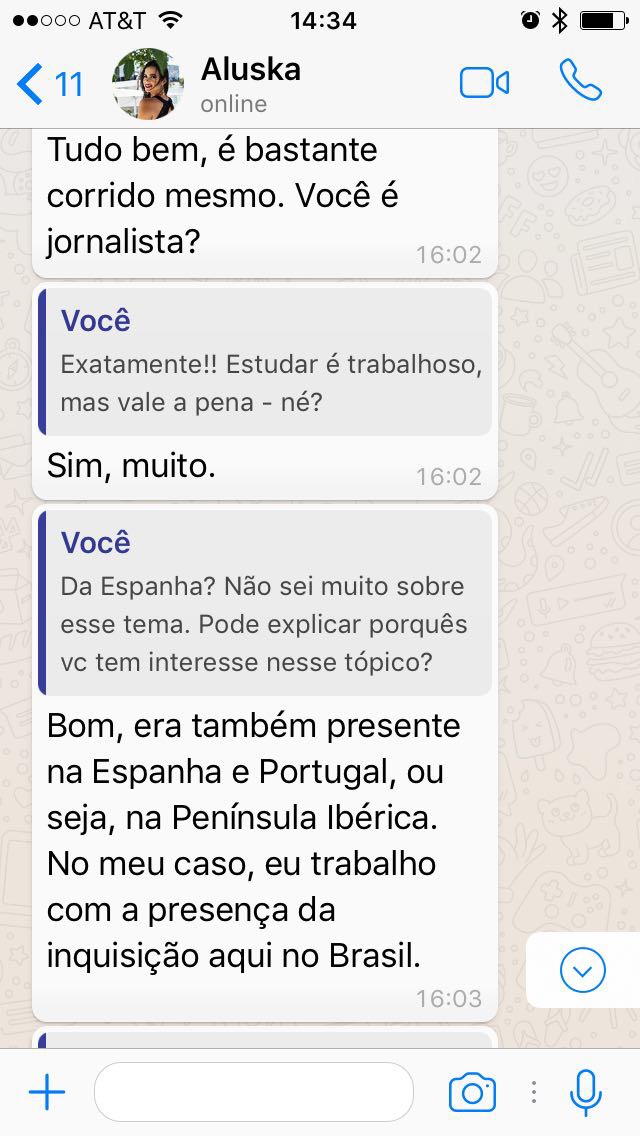 AT&T 14:34
11 Aluska
online
Tudo bem, é bastante
corrido mesmo. Você é
jornalista?
16:02
Você
Exatamente!! Estudar é trabalhoso,
mas vale a pena - né?
Sim, muito.
16:02
Você
Da Espanha? Não sei muito sobre
esse tema. Pode explicar porquês
vc tem interesse nesse tópico?
Bom, era também presente
na Espanha e Portugal, ou
seja, na Península Ibérica.
No meu caso, eu trabalho
com a presença da
inquisição aqui no Brasil.
16:03